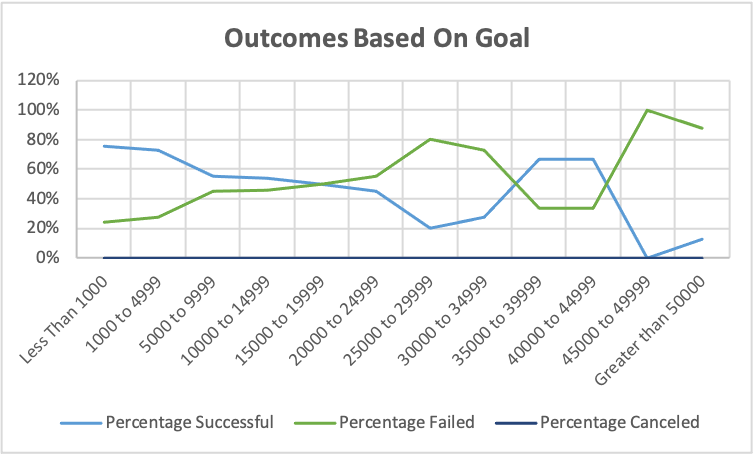 Outcomes Based On Goal
120%
100%
80%
60%
40%
20%
0%
Less Than 1000
1000 to 4999
5000 to 9999
10000 to 14999
15000 to 19999
20000 to 24999
25000 to 29999
30000 to 34999
35000 to 39999
40000 to 44999
45000 to 49999
Greater than 50000
Percentage Successful Percentage Failed Percentage Canceled